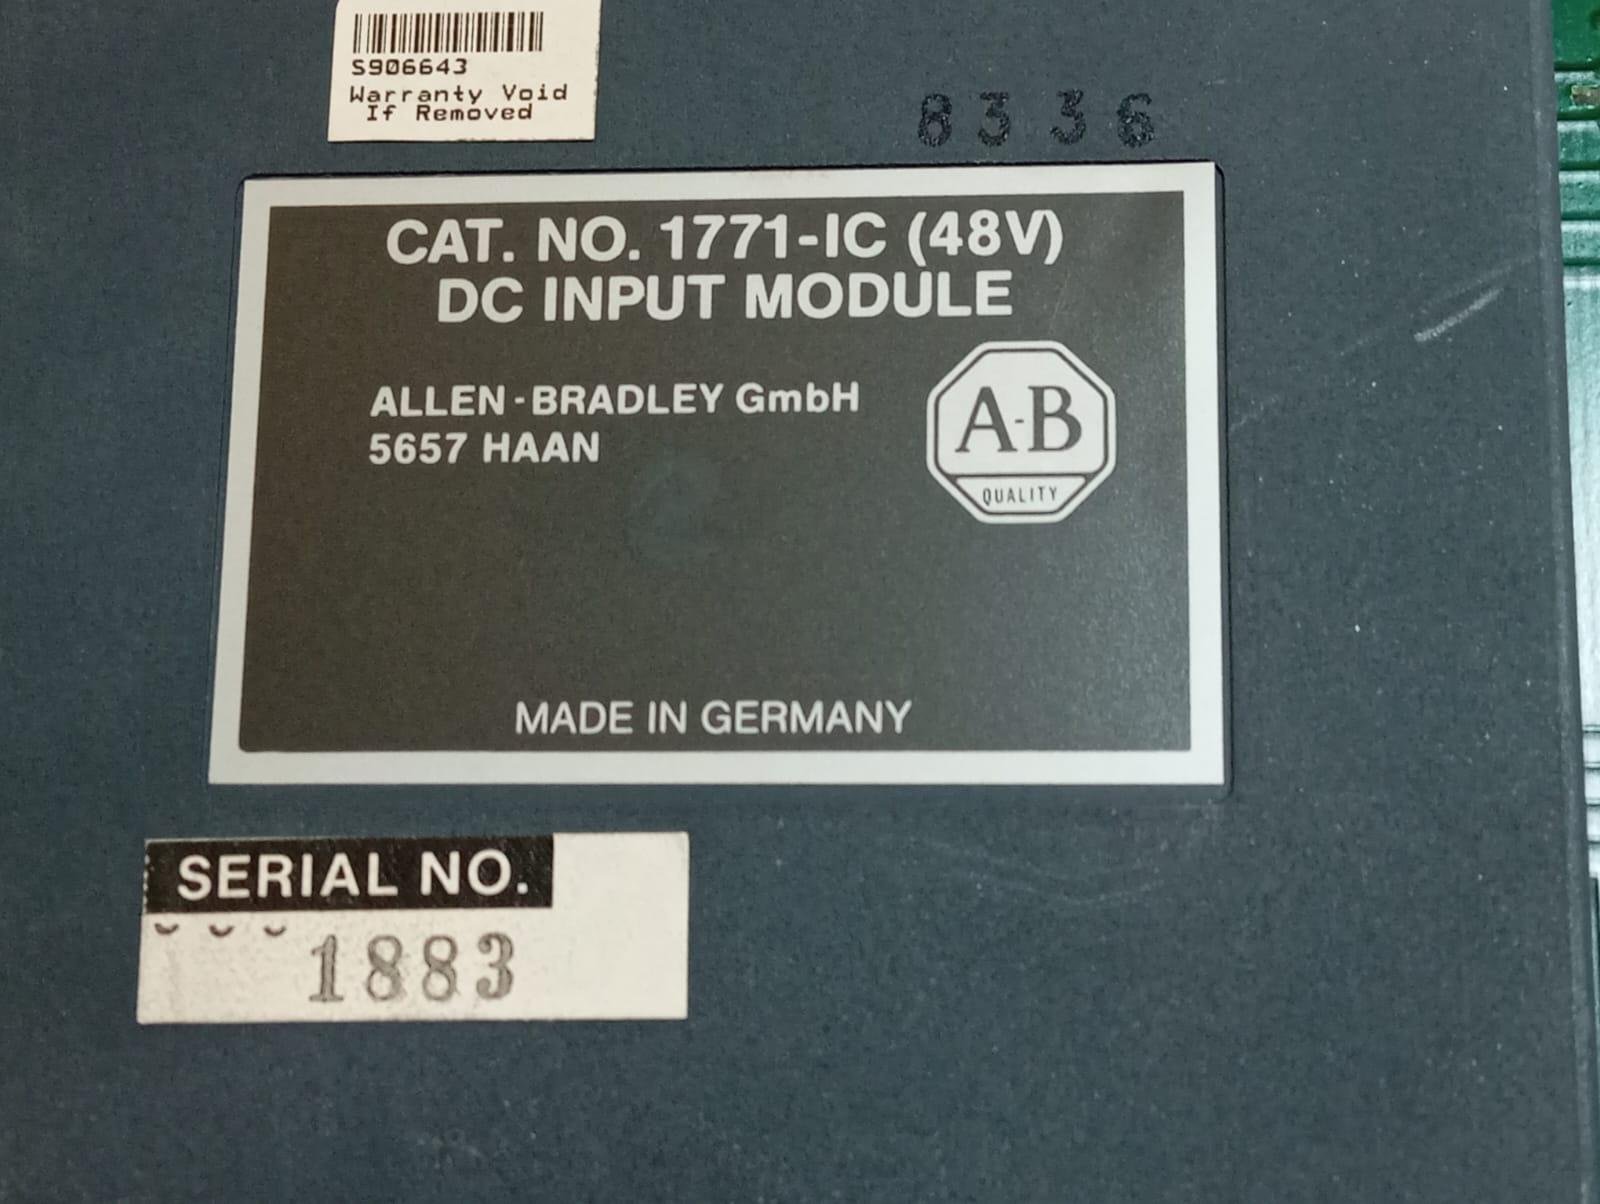 S906643
Warranty Void
If Removed
8336
CAT. NO. 1771-IC (48V)
DC INPUT MODULE
ALLEN-BRADLEY GmbH
5657 HAAN
A-B
QUALITY
MADE IN GERMANY
SERIAL NO.
1883